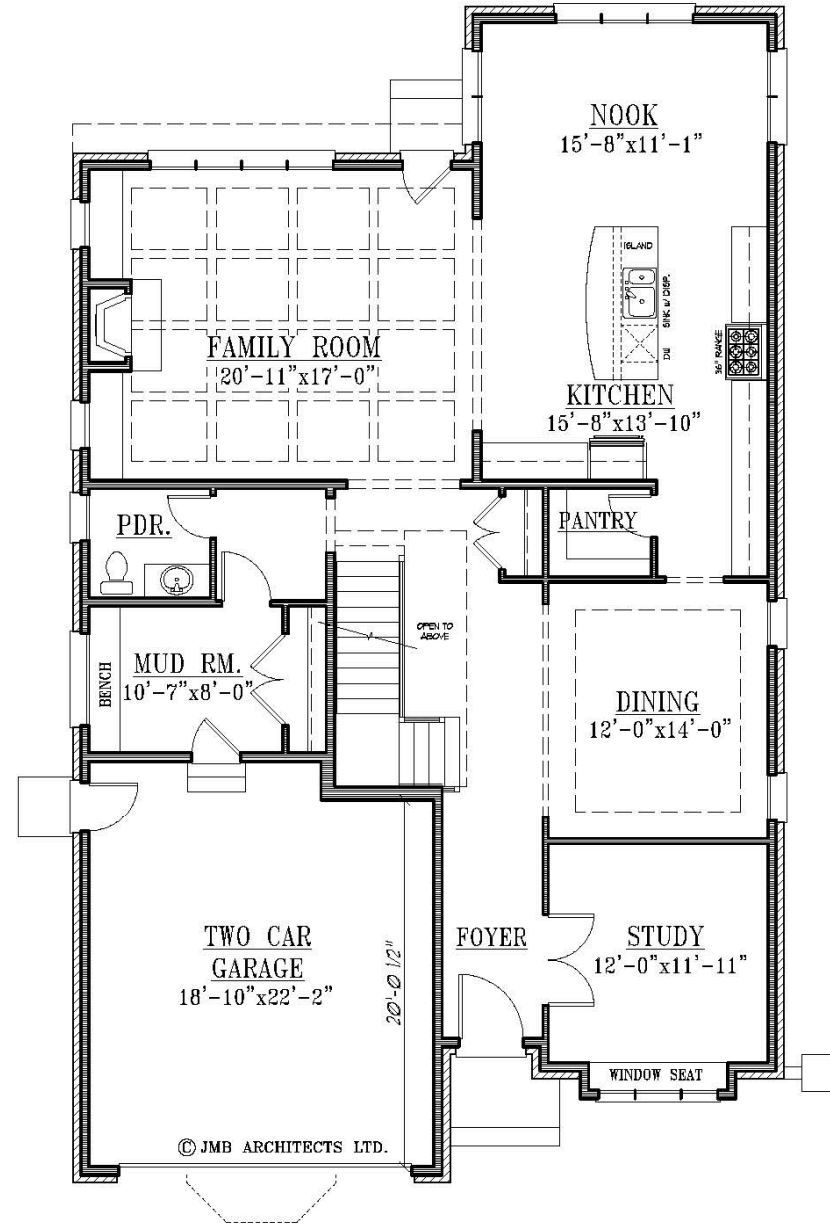 NOOK
15'-8"x11'-1"
ISLAND
SINK w/ DISP.
DW
36" RANGE
FAMILY ROOM
20'-11"x17'-0"
KITCHEN
15'-8"x13'-10"
PDR.
PANTRY
OPEN TO
ABOVE
BENCH
MUD RM.
10'-7"x8'-0"
DINING
12'-0"x14'-0"
TWO CAR
GARAGE
18'-10"x22'-2"
20'-0 1/2"
FOYER
STUDY
12'-0"x11'-11"
WINDOW SEAT
© JMB ARCHITECTS LTD.